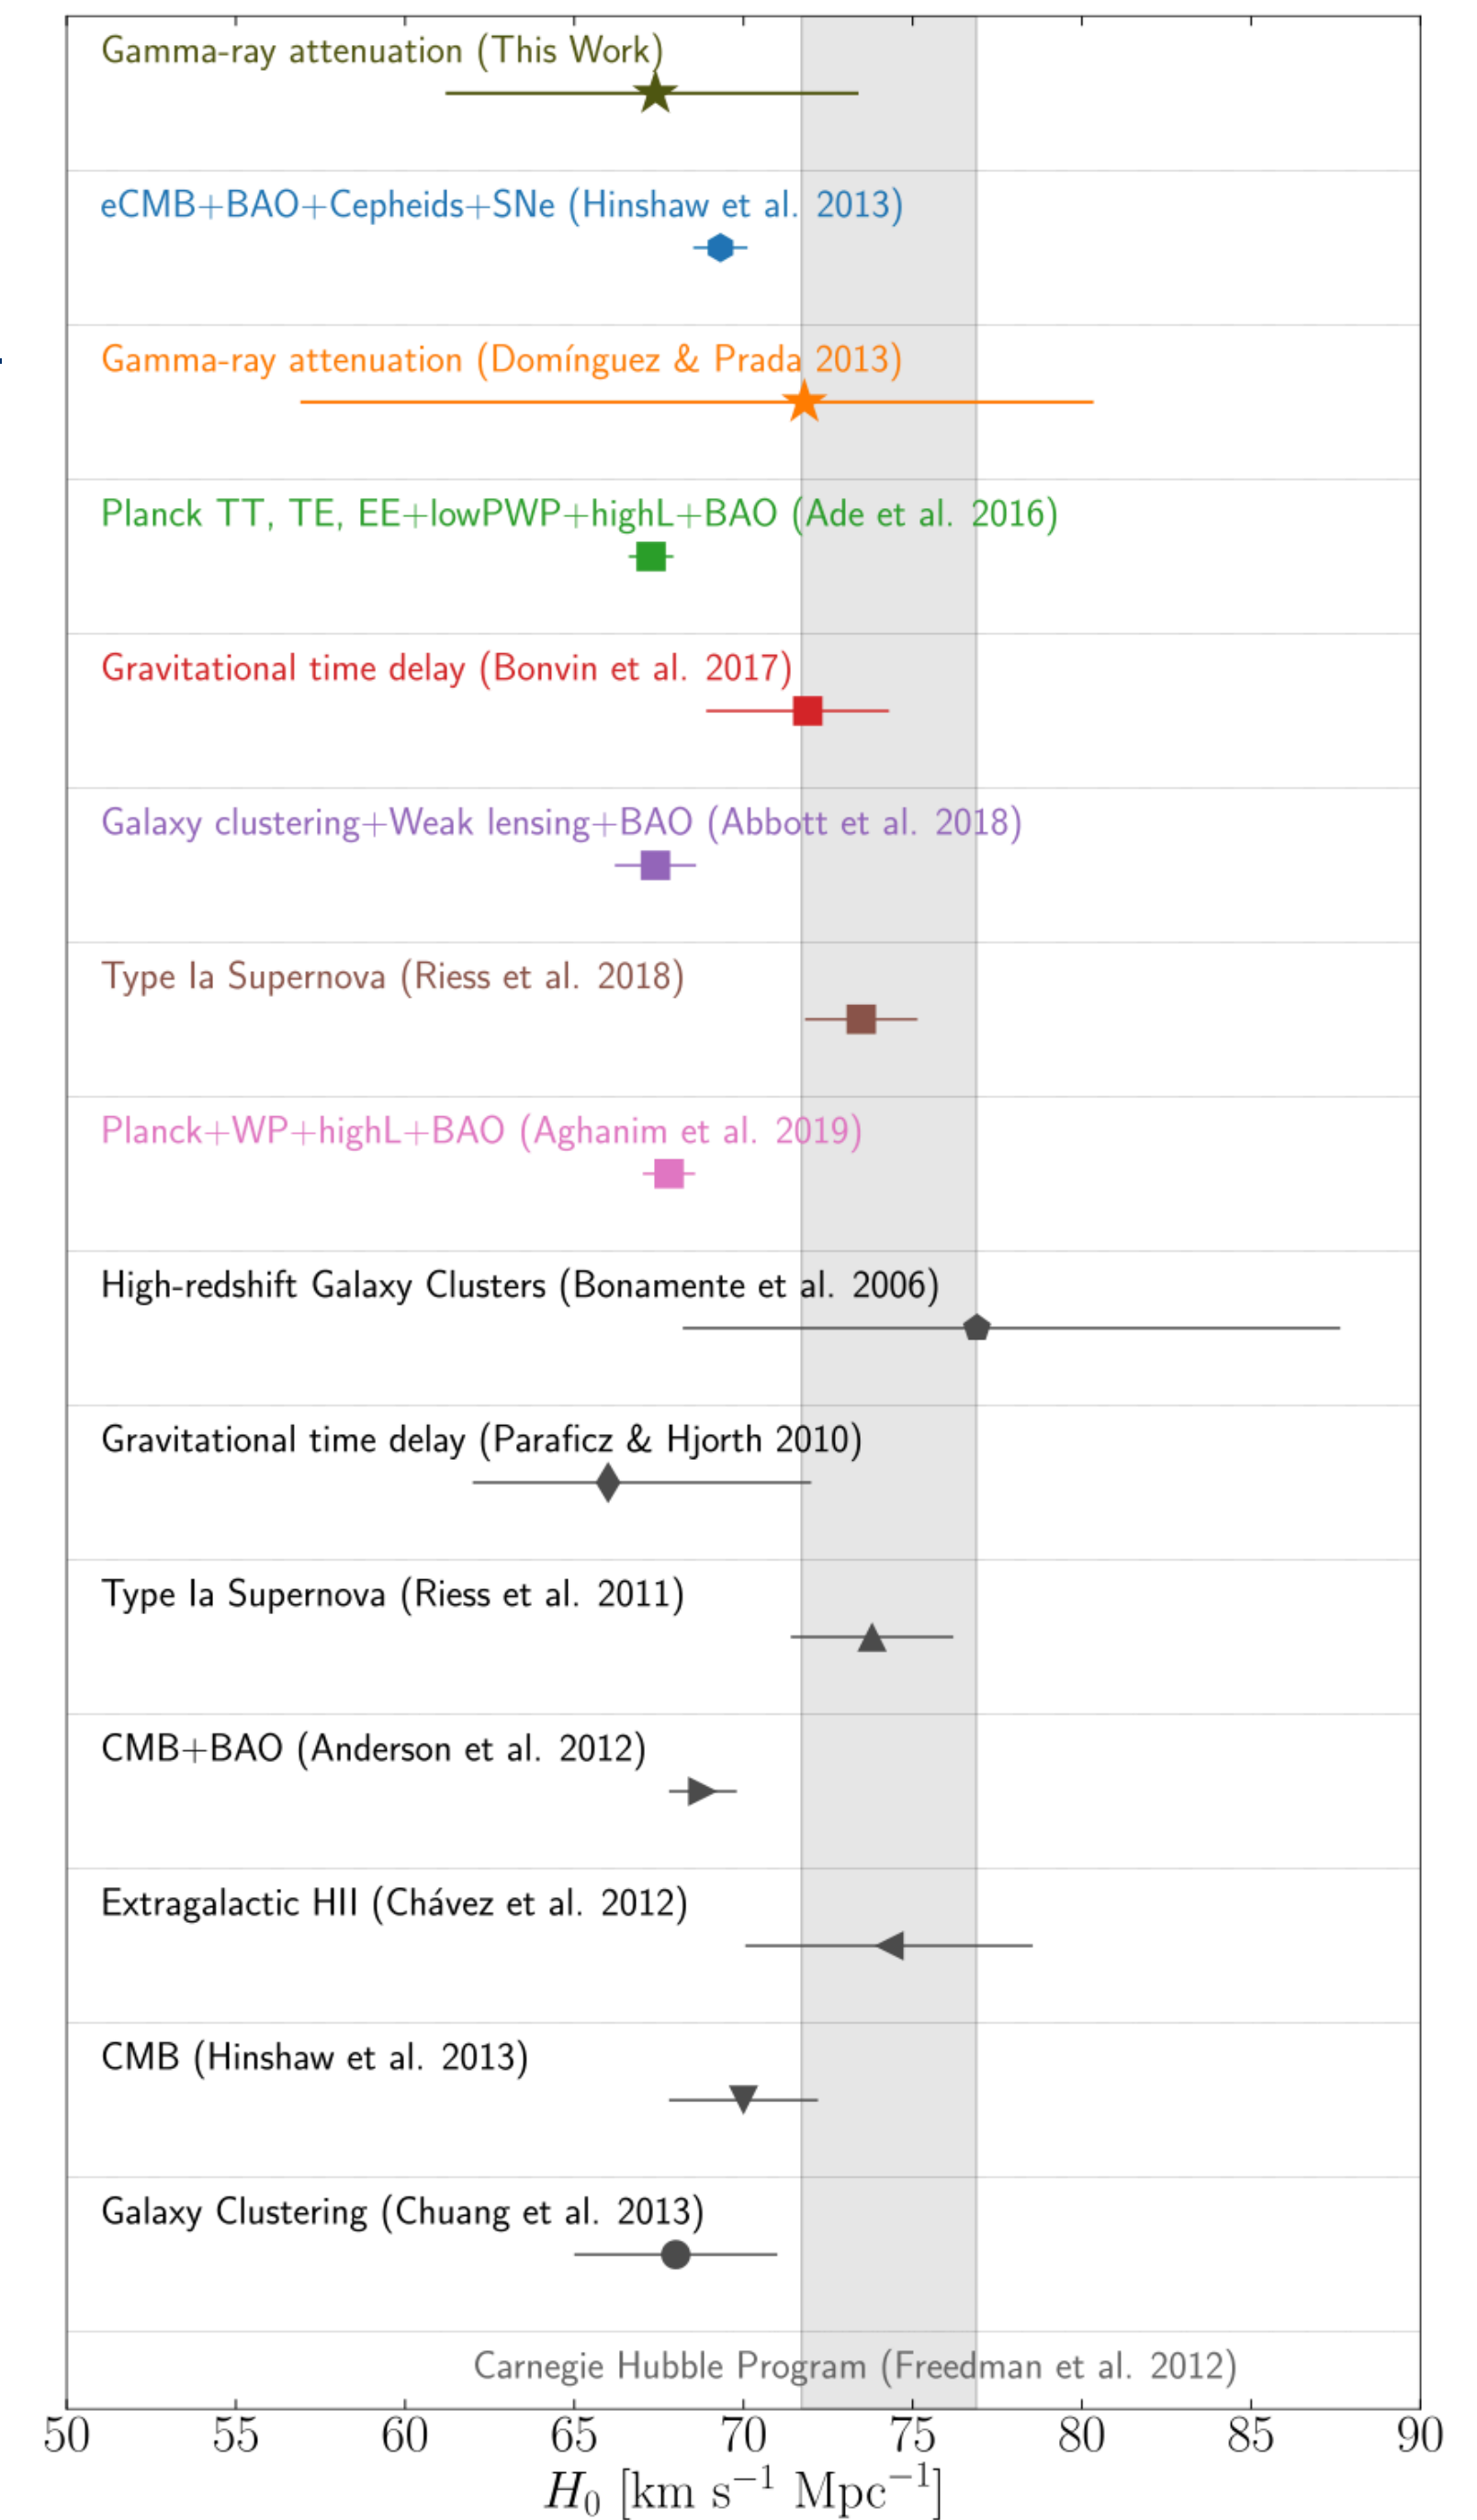 Gamma-ray attenuation (This Work)
eCMB+BAO+Cepheids+SNe (Hinshaw et al. 2013)
Gamma-ray attenuation (Domínguez & Prada 2013)
Planck TT, TE, EE+lowPWP+highL+BAO (Ade et al. 2016)
Gravitational time delay (Bonvin et al. 2017)
Galaxy clustering+Weak lensing+BAO (Abbott et al. 2018)
Type Ia Supernova (Riess et al. 2018)
Planck+WP+highL+BAO (Aghanim et al. 2019)
High-redshift Galaxy Clusters (Bonamente et al. 2006)
Gravitational time delay (Paraficz & Hjorth 2010)
Type Ia Supernova (Riess et al. 2011)
CMB+BAO (Anderson et al. 2012)
Extragalactic HII (Chávez et al. 2012)
CMB (Hinshaw et al. 2013)
Galaxy Clustering (Chuang et al. 2013)
Carnegie Hubble Program (Freedman et al. 2012)
50 55 60 65 70 75 80 85 90
H₀ [km s⁻¹ Mpc⁻¹]